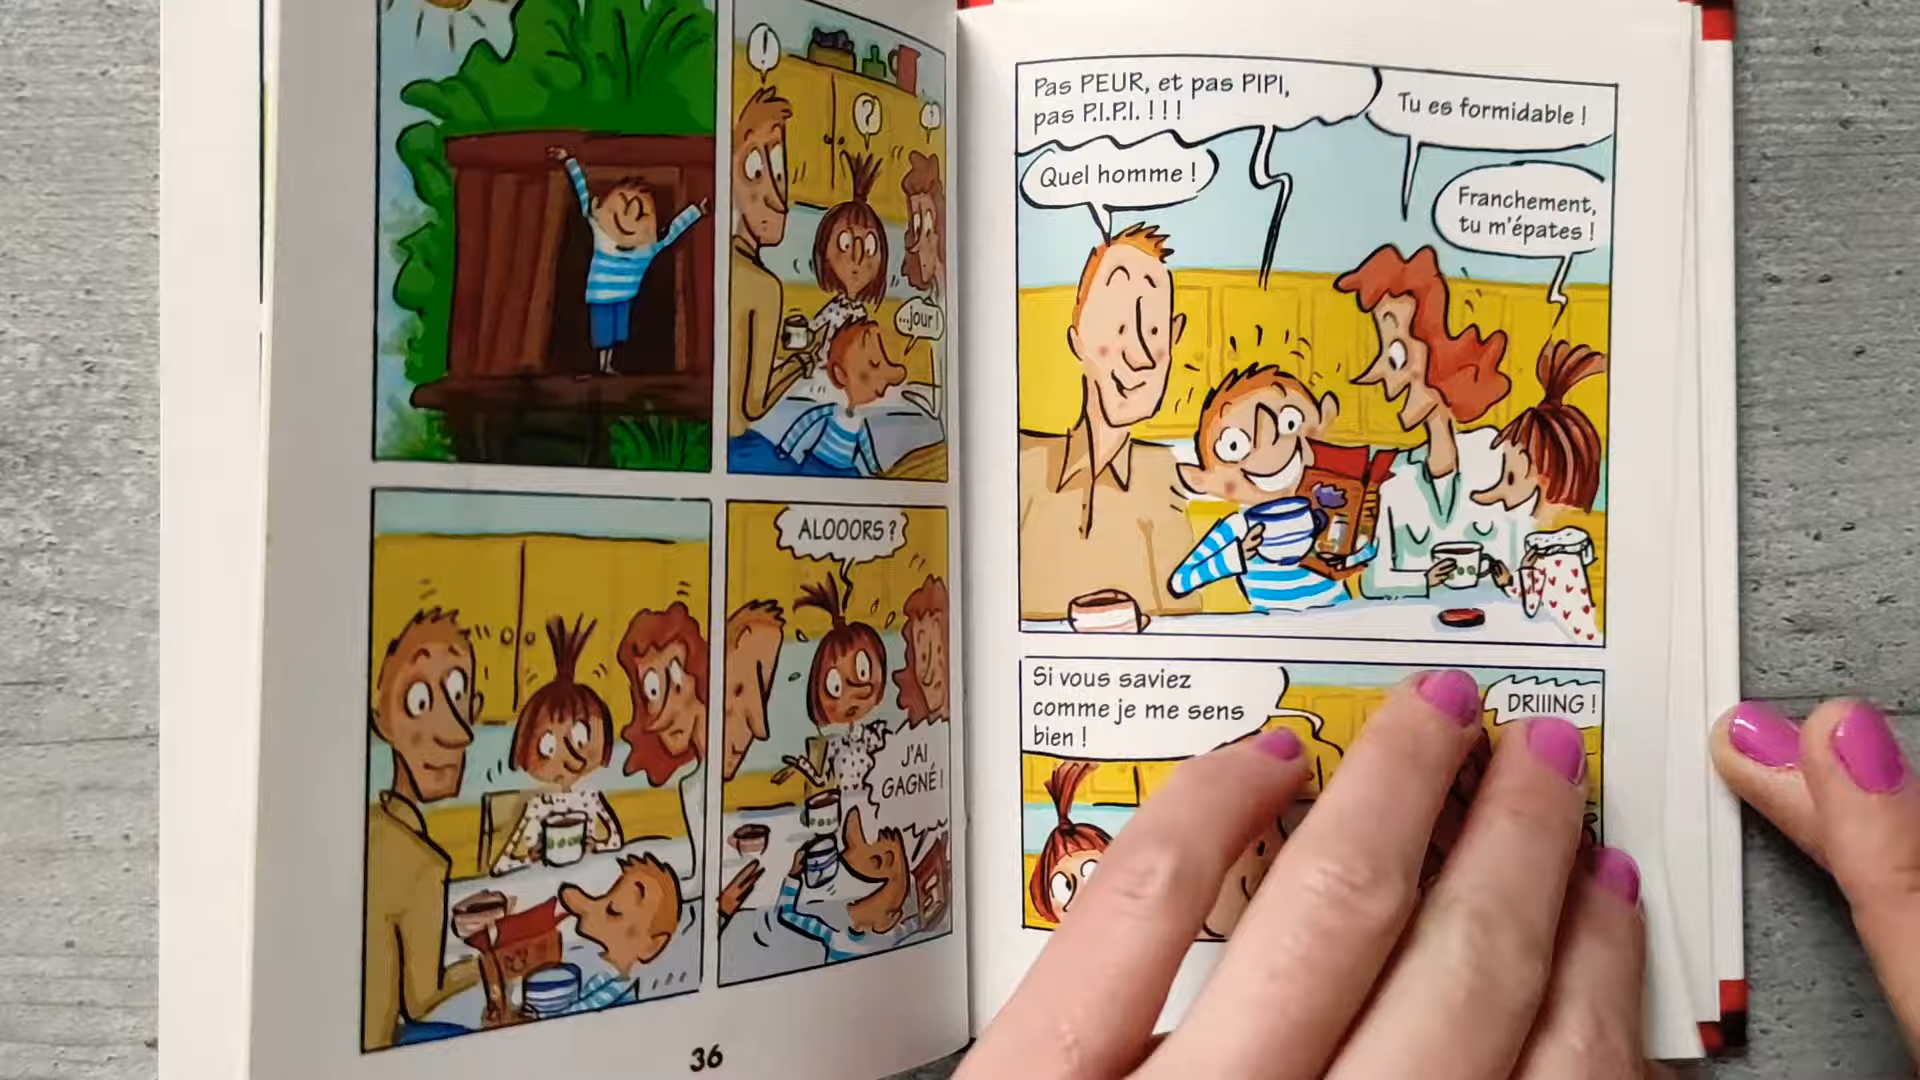 !
?
?
...jour !
ALOOORS ?
J'AI
GAGNÉ !
36
Pas PEUR, et pas PIPI,
pas P.I.P.I. ! ! !
Tu es formidable !
Quel homme !
Franchement,
tu m'épates !
Si vous saviez
comme je me sens
bien !
DRIIING !